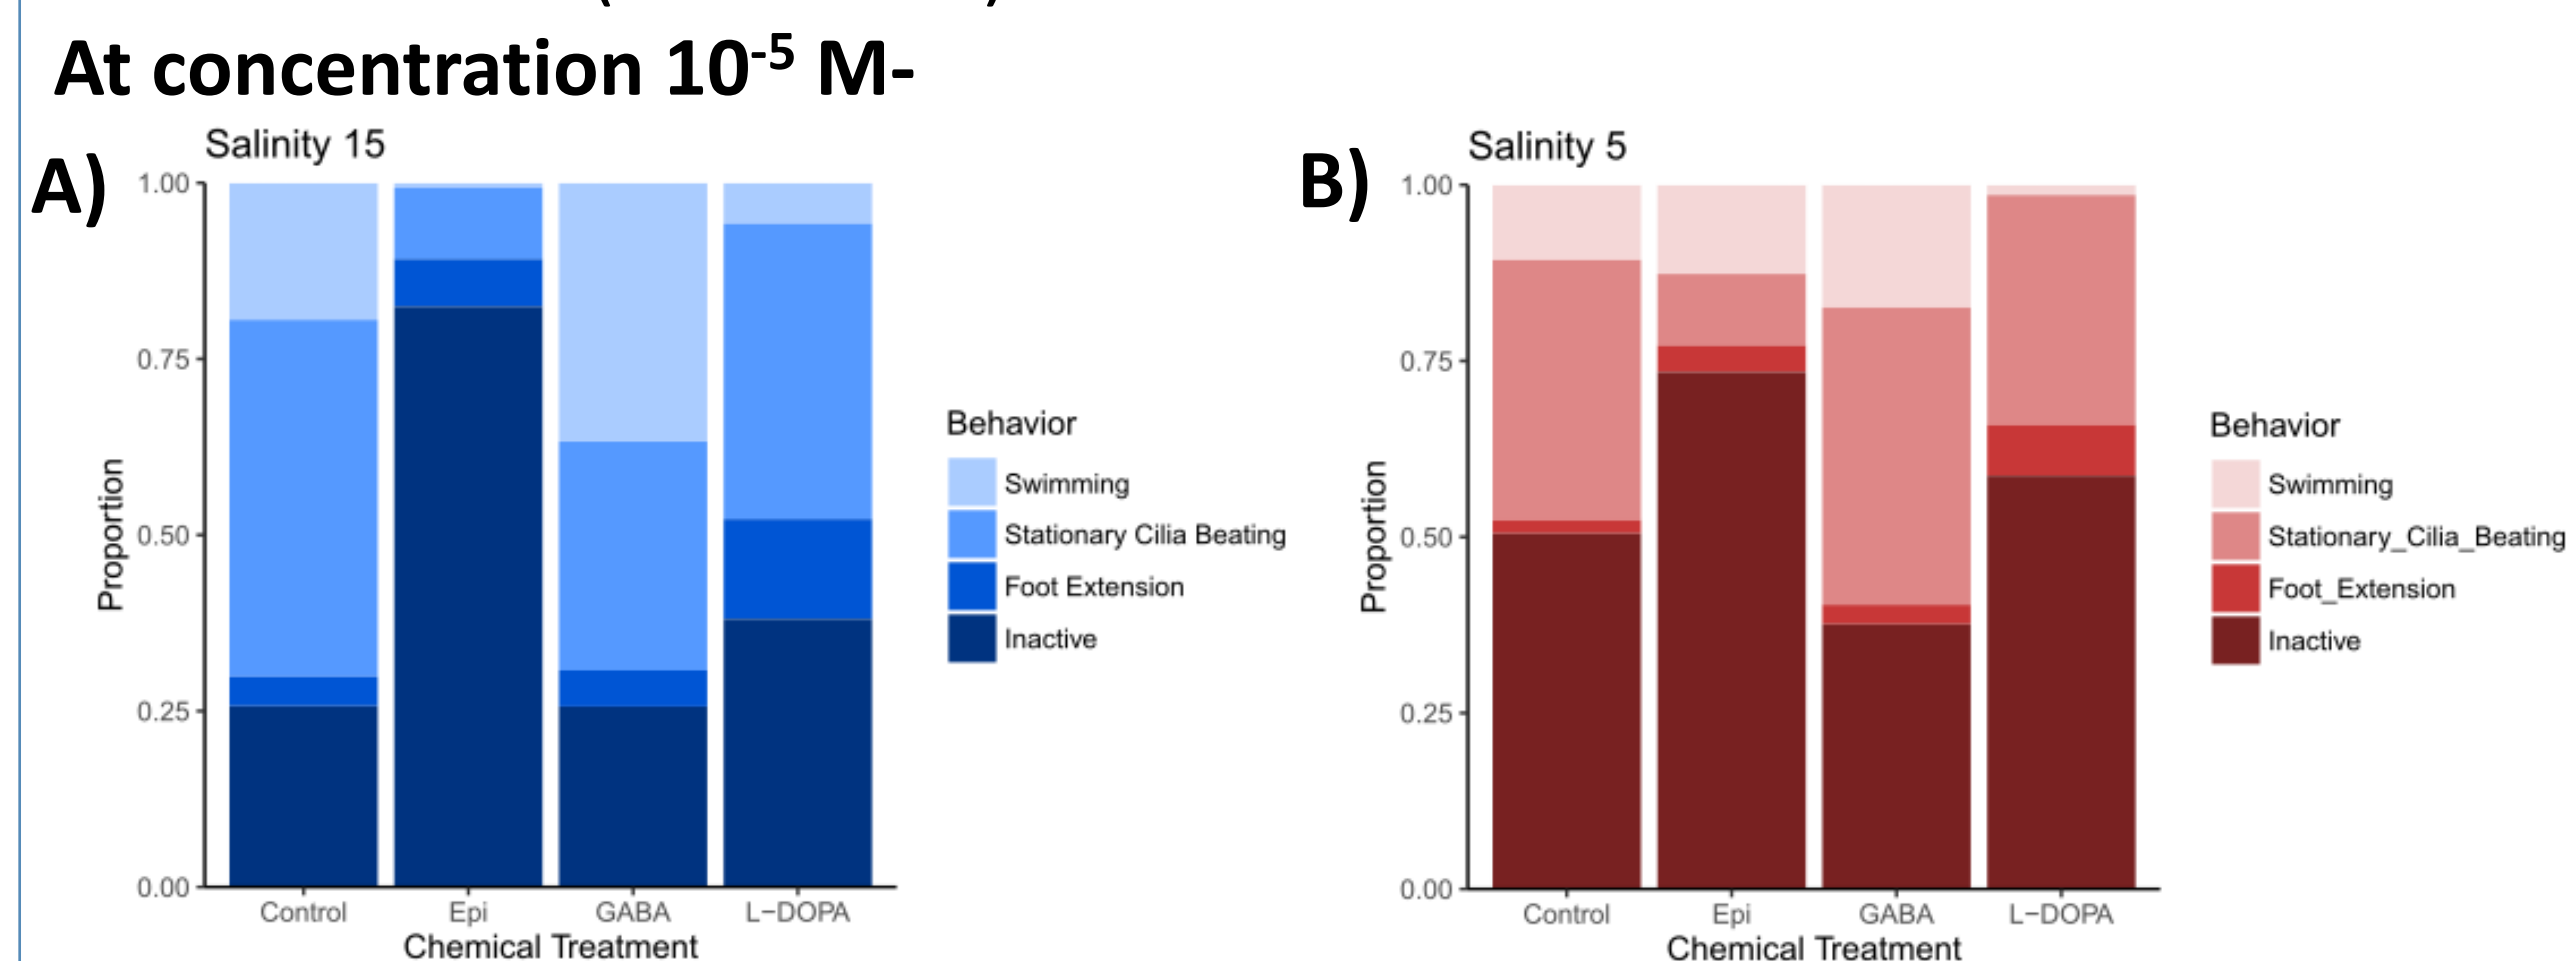 At concentration 10⁻⁵ M-
A)
Salinity 15
1.00
0.75
0.50
0.25
0.00
Proportion
Control Epi GABA L−DOPA
Chemical Treatment
Behavior
Swimming
Stationary Cilia Beating
Foot Extension
Inactive
B)
Salinity 5
1.00
0.75
0.50
0.25
0.00
Proportion
Control Epi GABA L−DOPA
Chemical Treatment
Behavior
Swimming
Stationary_Cilia_Beating
Foot_Extension
Inactive